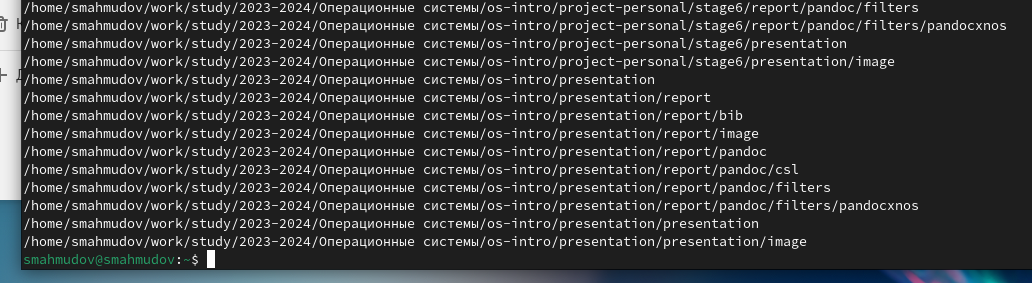 /home/smahmudov/work/study/2023-2024/Операционные системы/os-intro/project-personal/stage6/report/pandoc/filters
/home/smahmudov/work/study/2023-2024/Операционные системы/os-intro/project-personal/stage6/report/pandoc/filters/pandocxnos
/home/smahmudov/work/study/2023-2024/Операционные системы/os-intro/project-personal/stage6/presentation
/home/smahmudov/work/study/2023-2024/Операционные системы/os-intro/project-personal/stage6/presentation/image
/home/smahmudov/work/study/2023-2024/Операционные системы/os-intro/presentation
/home/smahmudov/work/study/2023-2024/Операционные системы/os-intro/presentation/report
/home/smahmudov/work/study/2023-2024/Операционные системы/os-intro/presentation/report/bib
/home/smahmudov/work/study/2023-2024/Операционные системы/os-intro/presentation/report/image
/home/smahmudov/work/study/2023-2024/Операционные системы/os-intro/presentation/report/pandoc
/home/smahmudov/work/study/2023-2024/Операционные системы/os-intro/presentation/report/pandoc/csl
/home/smahmudov/work/study/2023-2024/Операционные системы/os-intro/presentation/report/pandoc/filters
/home/smahmudov/work/study/2023-2024/Операционные системы/os-intro/presentation/report/pandoc/filters/pandocxnos
/home/smahmudov/work/study/2023-2024/Операционные системы/os-intro/presentation/presentation
/home/smahmudov/work/study/2023-2024/Операционные системы/os-intro/presentation/presentation/image
smahmudov@smahmudov:~$